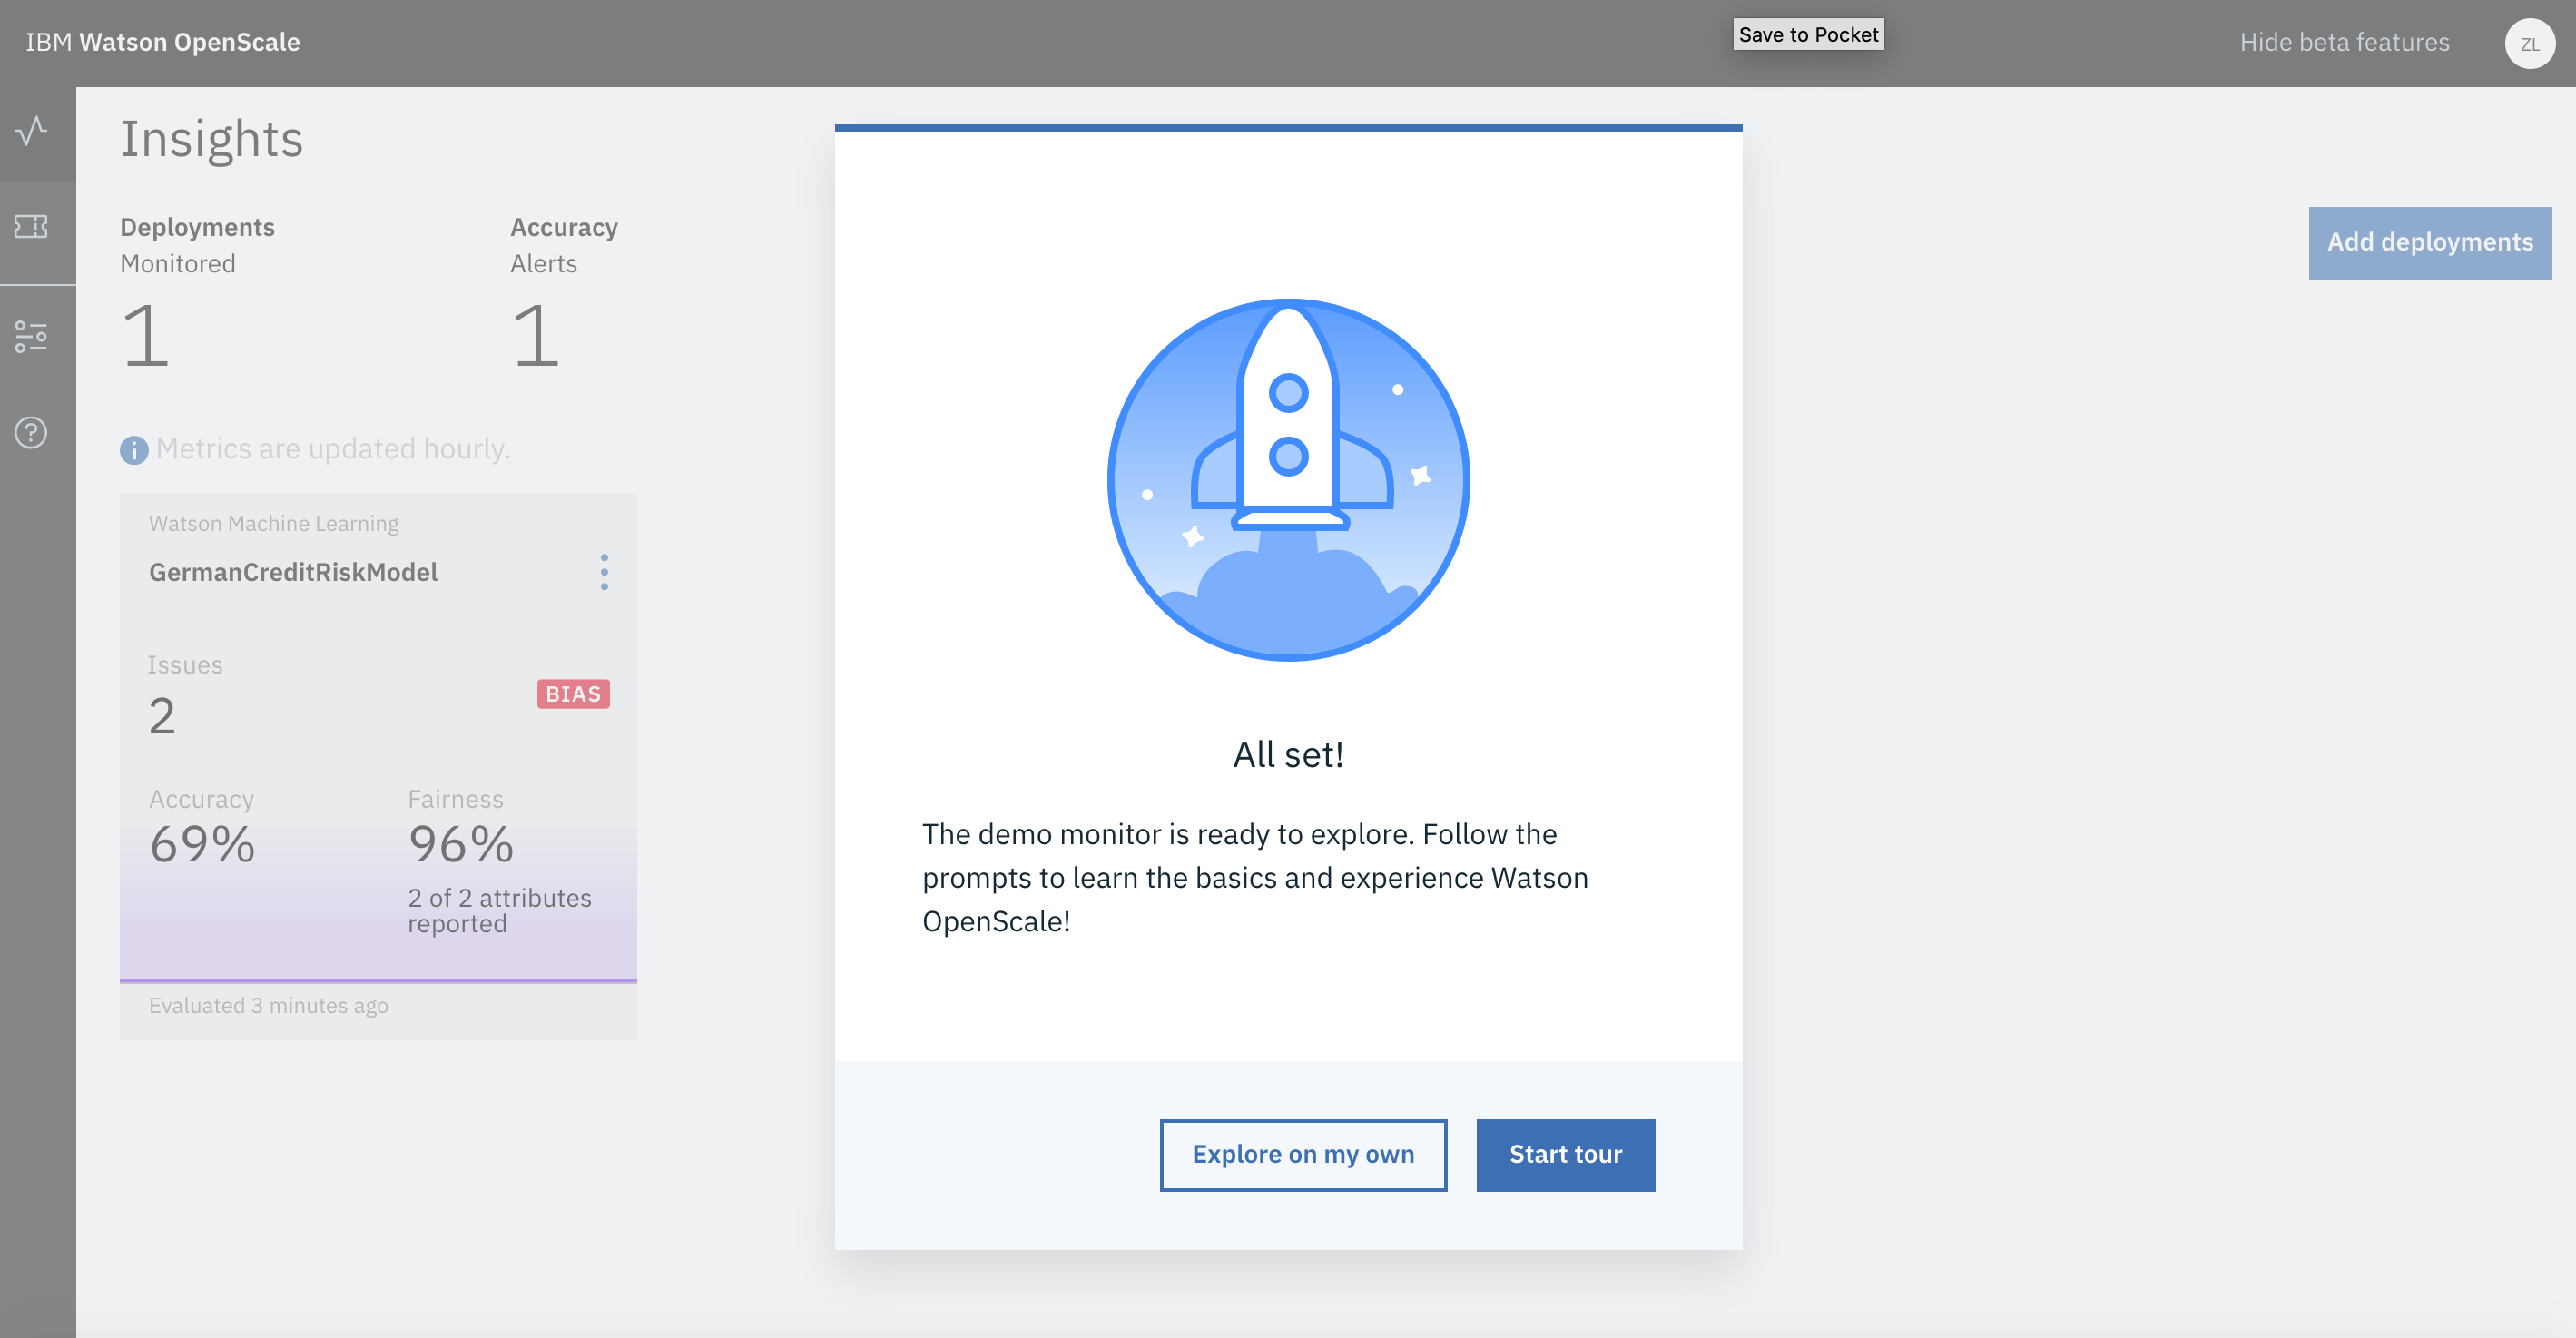 IBM Watson OpenScale
Save to Pocket
Hide beta features
ZL
Insights
Deployments
Monitored
1
Accuracy
Alerts
1
Add deployments
Metrics are updated hourly.
Watson Machine Learning
GermanCreditRiskModel
Issues
2
BIAS
Accuracy
69%
Fairness
96%
2 of 2 attributes
reported
Evaluated 3 minutes ago
All set!
The demo monitor is ready to explore. Follow the
prompts to learn the basics and experience Watson
OpenScale!
Explore on my own
Start tour